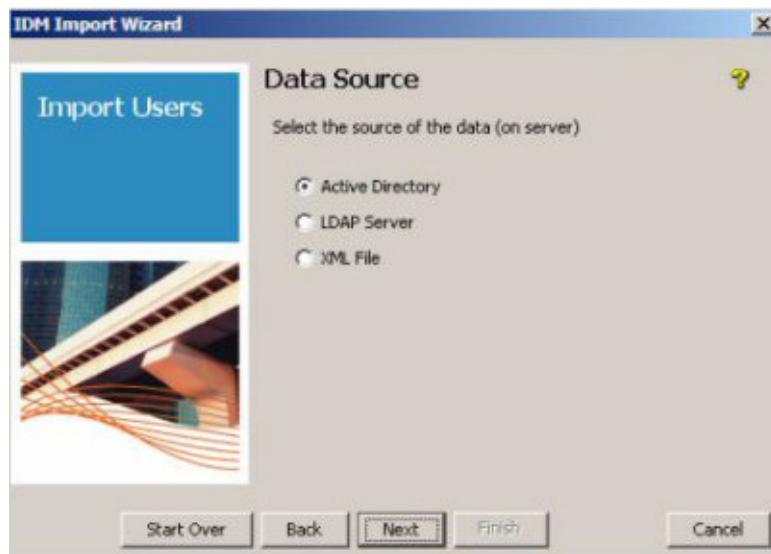 IDM Import Wizard
Import Users
Data Source
Select the source of the data (on server)
Active Directory
LDAP Server
XML File
Start Over
Back
Next
Finish
Cancel